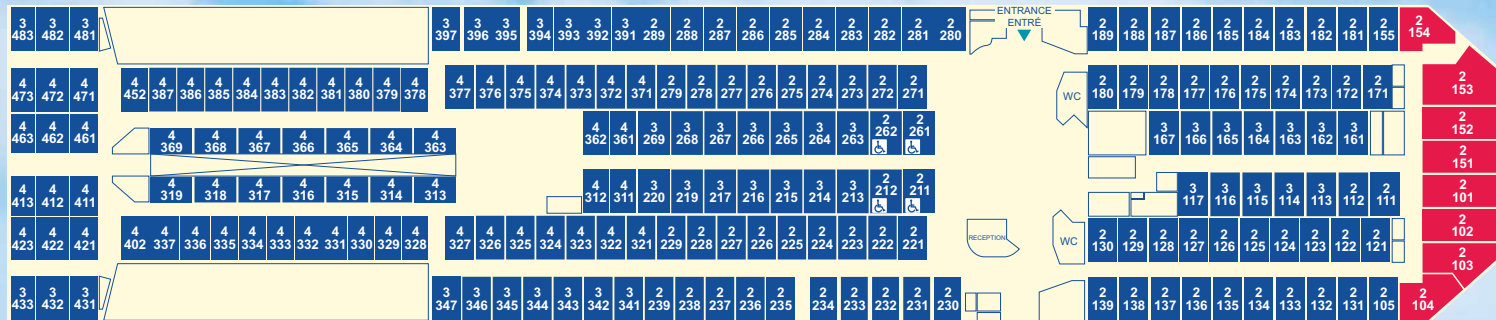 3 3 3 3 3 3 3 3 3 3 2 2 2 2 2 2 2 2 2 2 ENTRANCE 2 2 2 2 2 2 2 2 2 2 2
483 482 481 397 396 395 394 393 392 391 289 288 287 286 285 284 283 282 281 280 ENTRÉ 189 188 187 186 185 184 183 182 181 155 154
4 4 4 4 4 4 4 4 4 4 4 4 4 4 4 4 4 4 4 4 4 2 2 2 2 2 2 2 2 2 2 2 2 2 2 2 2 2 2 2 2
473 472 471 452 387 386 385 384 383 382 381 380 379 378 377 376 375 374 373 372 371 279 278 277 276 275 274 273 272 271 WC 180 179 178 177 176 175 174 173 172 171 153
4 4 4 4 4 3 3 3 3 3 3 3 2 2 3 3 3 3 3 3 3 2
463 462 461 362 361 269 268 267 266 265 264 263 262 261 167 166 165 164 163 162 161 152
4 4 4 4 4 4 4
369 368 367 366 365 364 363
2
151
4 4 4 4 4 4 4 4 4 4 4 4 3 3 3 3 3 3 3 2 2 3 3 3 3 3 2 2 2
413 412 411 319 318 317 316 315 314 313 312 311 220 219 217 216 215 214 213 212 211 117 116 115 114 113 112 111 101
4 4 4 4 4 4 4 4 4 4 4 4 4 4 4 4 4 4 4 4 4 2 2 2 2 2 2 2 2 2 2 2 2 2 2 2 2 2 2 2 2
423 422 421 402 337 336 335 334 333 332 331 330 329 328 327 326 325 324 323 322 321 229 228 227 226 225 224 223 222 221 RECEPTION WC 130 129 128 127 126 125 124 123 122 121 102
2
103
3 3 3 3 3 3 3 3 3 3 2 2 2 2 2 2 2 2 2 2 2 2 2 2 2 2 2 2 2 2 2
433 432 431 347 346 345 344 343 342 341 239 238 237 236 235 234 233 232 231 230 139 138 137 136 135 134 133 132 131 105 104